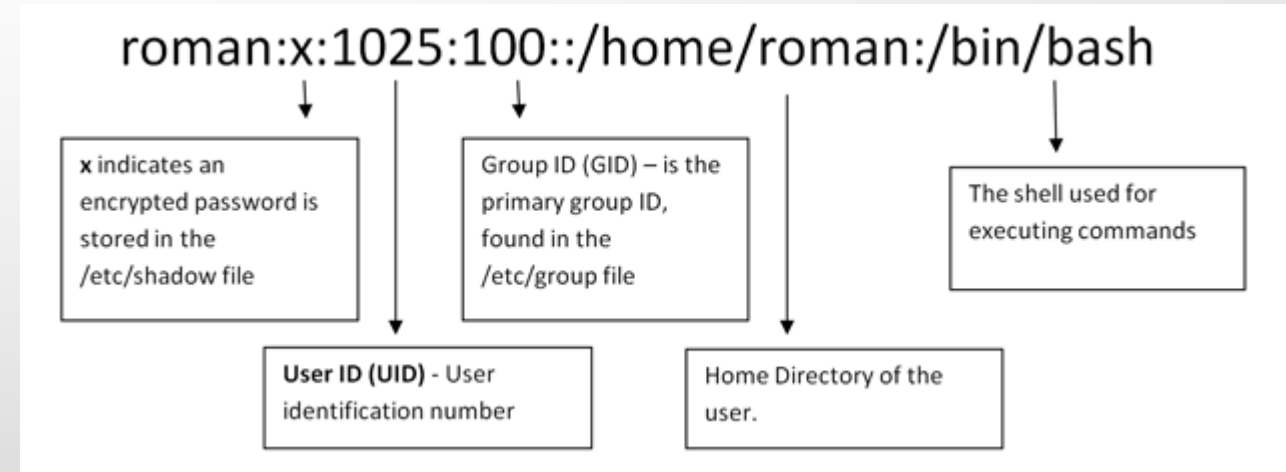 roman:x:1025:100::/home/roman:/bin/bash
x indicates an
encrypted password is
stored in the
/etc/shadow file
Group ID (GID) – is the
primary group ID,
found in the
/etc/group file
The shell used for
executing commands
User ID (UID) - User
identification number
Home Directory of the
user.